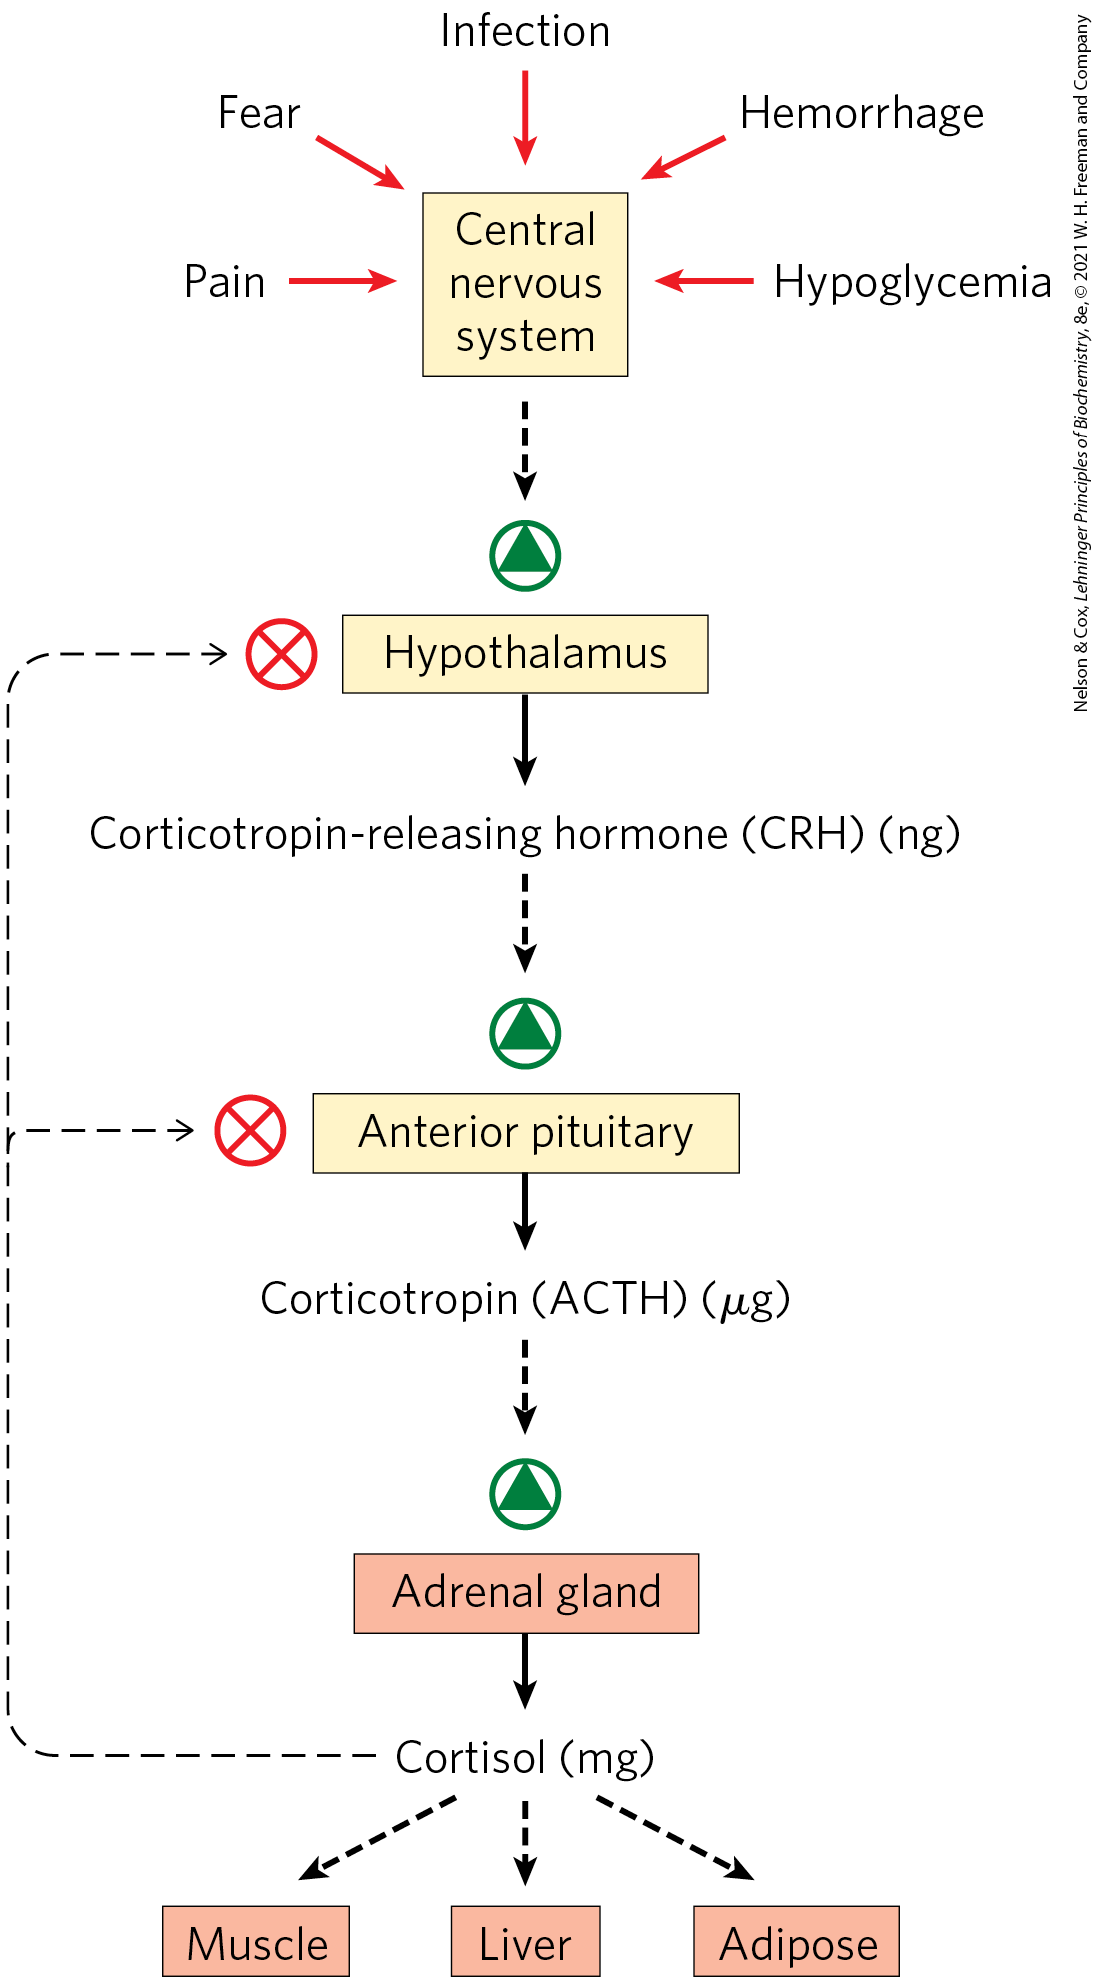 Infection
Fear
Hemorrhage
Central
nervous
system
Pain
Hypoglycemia
Hypothalamus
Corticotropin-releasing hormone (CRH) (ng)
Anterior pituitary
Corticotropin (ACTH) (μg)
Adrenal gland
Cortisol (mg)
Muscle
Liver
Adipose
Nelson & Cox, Lehninger Principles of Biochemistry, 8e, © 2021 W. H. Freeman and Company